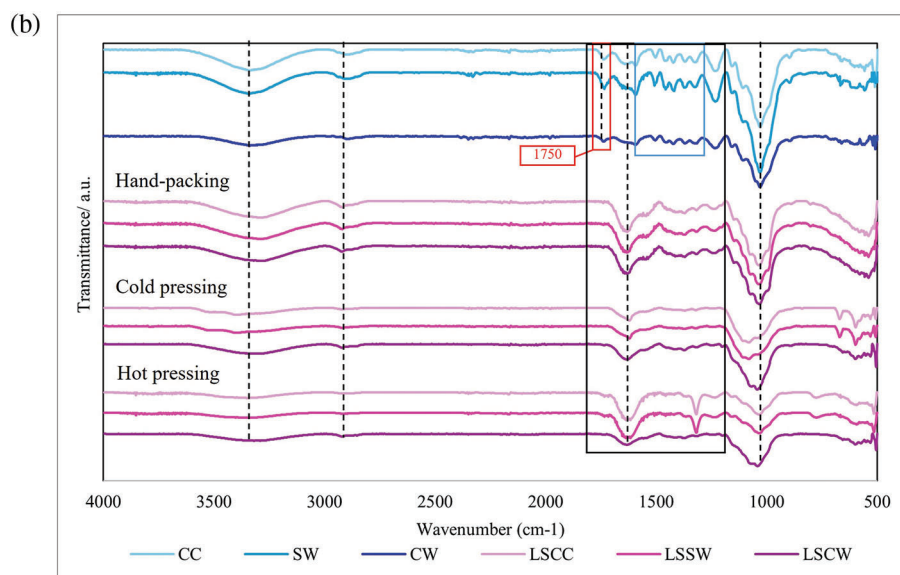 (b)
1750
Hand-packing
Cold pressing
Hot pressing
Transmittance/ a.u.
4000 3500 3000 2500 2000 1500 1000 500
Wavenumber (cm-1)
CC SW CW LSCC LSSW LSCW